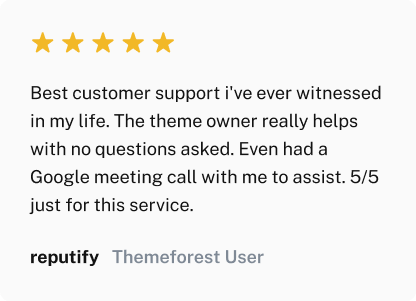 Best customer support i've ever witnessed
in my life. The theme owner really helps
with no questions asked. Even had a
Google meeting call with me to assist. 5/5
just for this service.
reputify Themeforest User